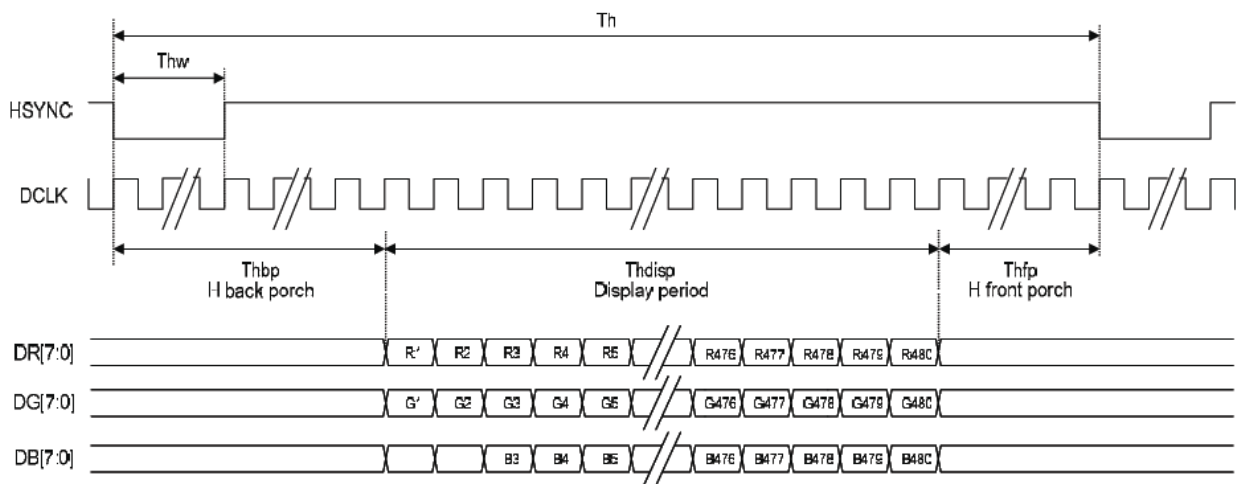 Th
Thw
HSYNC
DCLK
Thbp
H back porch
Thdisp
Display period
Thfp
H front porch
DR[7:0] R1 R2 R3 R4 R5 R476 R477 R478 R479 R480
DG[7:0] G1 G2 G3 G4 G5 G476 G477 G478 G479 G480
DB[7:0] B3 B4 B5 B476 B477 B478 B479 B480